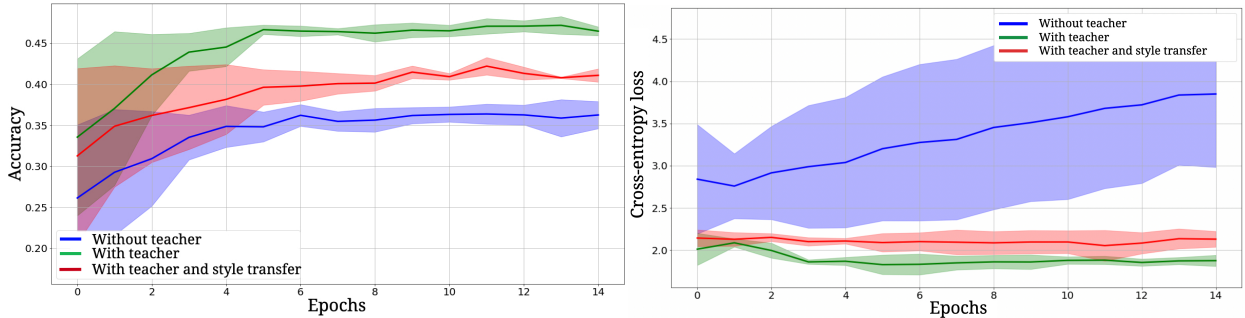 Accuracy
0.45
0.40
0.35
0.30
0.25
0.20
Without teacher
With teacher
With teacher and style transfer
0 2 4 6 8 10 12 14
Epochs
Cross-entropy loss
4.5
4.0
3.5
3.0
2.5
2.0
Without teacher
With teacher
With teacher and style transfer
0 2 4 6 8 10 12 14
Epochs